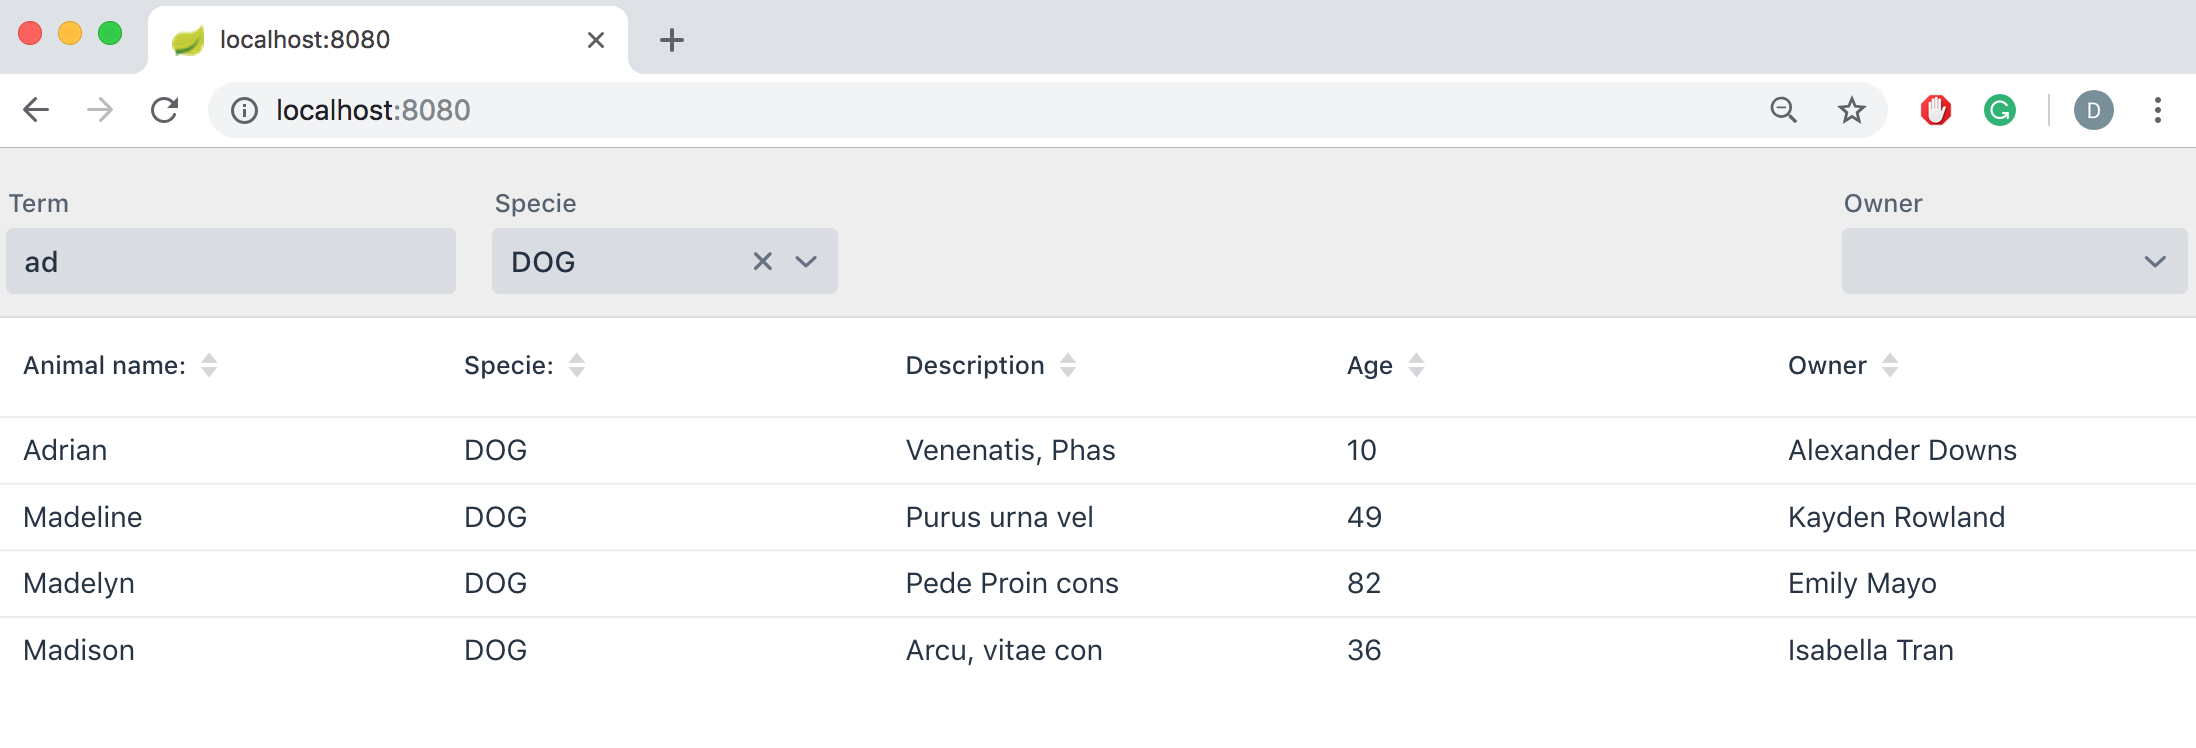 localhost:8080
localhost:8080
D
Term Specie Owner
ad DOG
Animal name: Specie: Description Age Owner
Adrian DOG Venenatis, Phas 10 Alexander Downs
Madeline DOG Purus urna vel 49 Kayden Rowland
Madelyn DOG Pede Proin cons 82 Emily Mayo
Madison DOG Arcu, vitae con 36 Isabella Tran